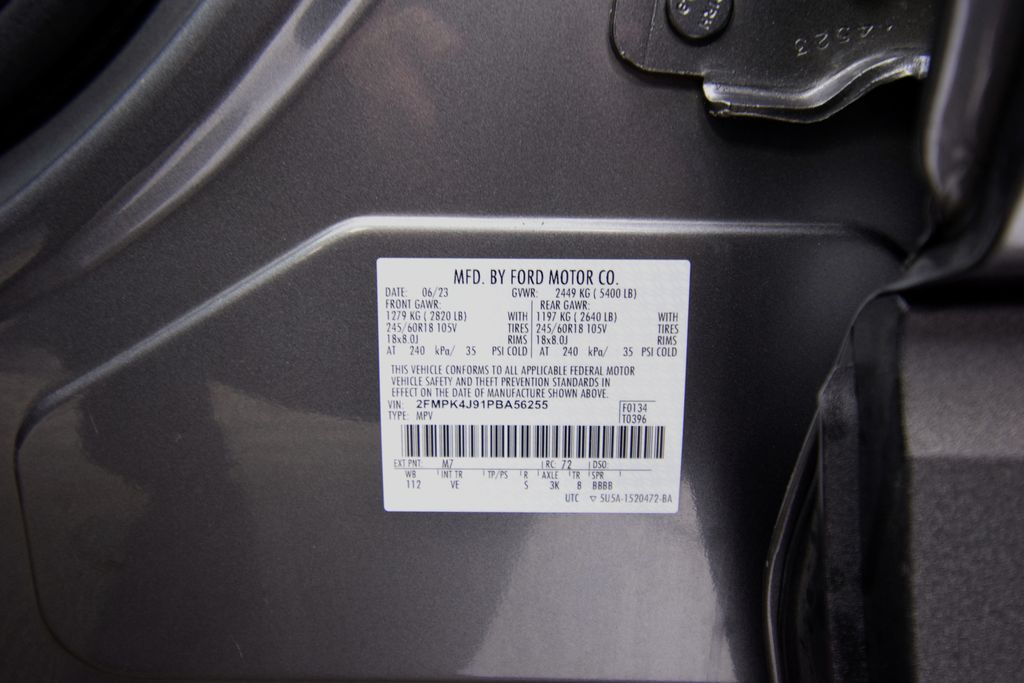 14523
MFD. BY FORD MOTOR CO.
DATE: 06/23 GVWR: 2449 KG ( 5400 LB)
FRONT GAWR: REAR GAWR:
1279 KG ( 2820 LB) WITH 1197 KG ( 2640 LB) WITH
245/60R18 105V TIRES 245/60R18 105V TIRES
18x8.0J RIMS 18x8.0J RIMS
AT 240 kPa/ 35 PSI COLD AT 240 kPa/ 35 PSI COLD
THIS VEHICLE CONFORMS TO ALL APPLICABLE FEDERAL MOTOR
VEHICLE SAFETY AND THEFT PREVENTION STANDARDS IN
EFFECT ON THE DATE OF MANUFACTURE SHOWN ABOVE.
VIN: 2FMPK4J91PBA56255 F0134
TYPE: MPV T0396
EXT PNT: M7 RC: 72 DSO:
WB INT TR TP/PS R AXLE TR SPR
112 VE S 3K 8 BBBB
UTC ▽ 5U5A-1520472-BA